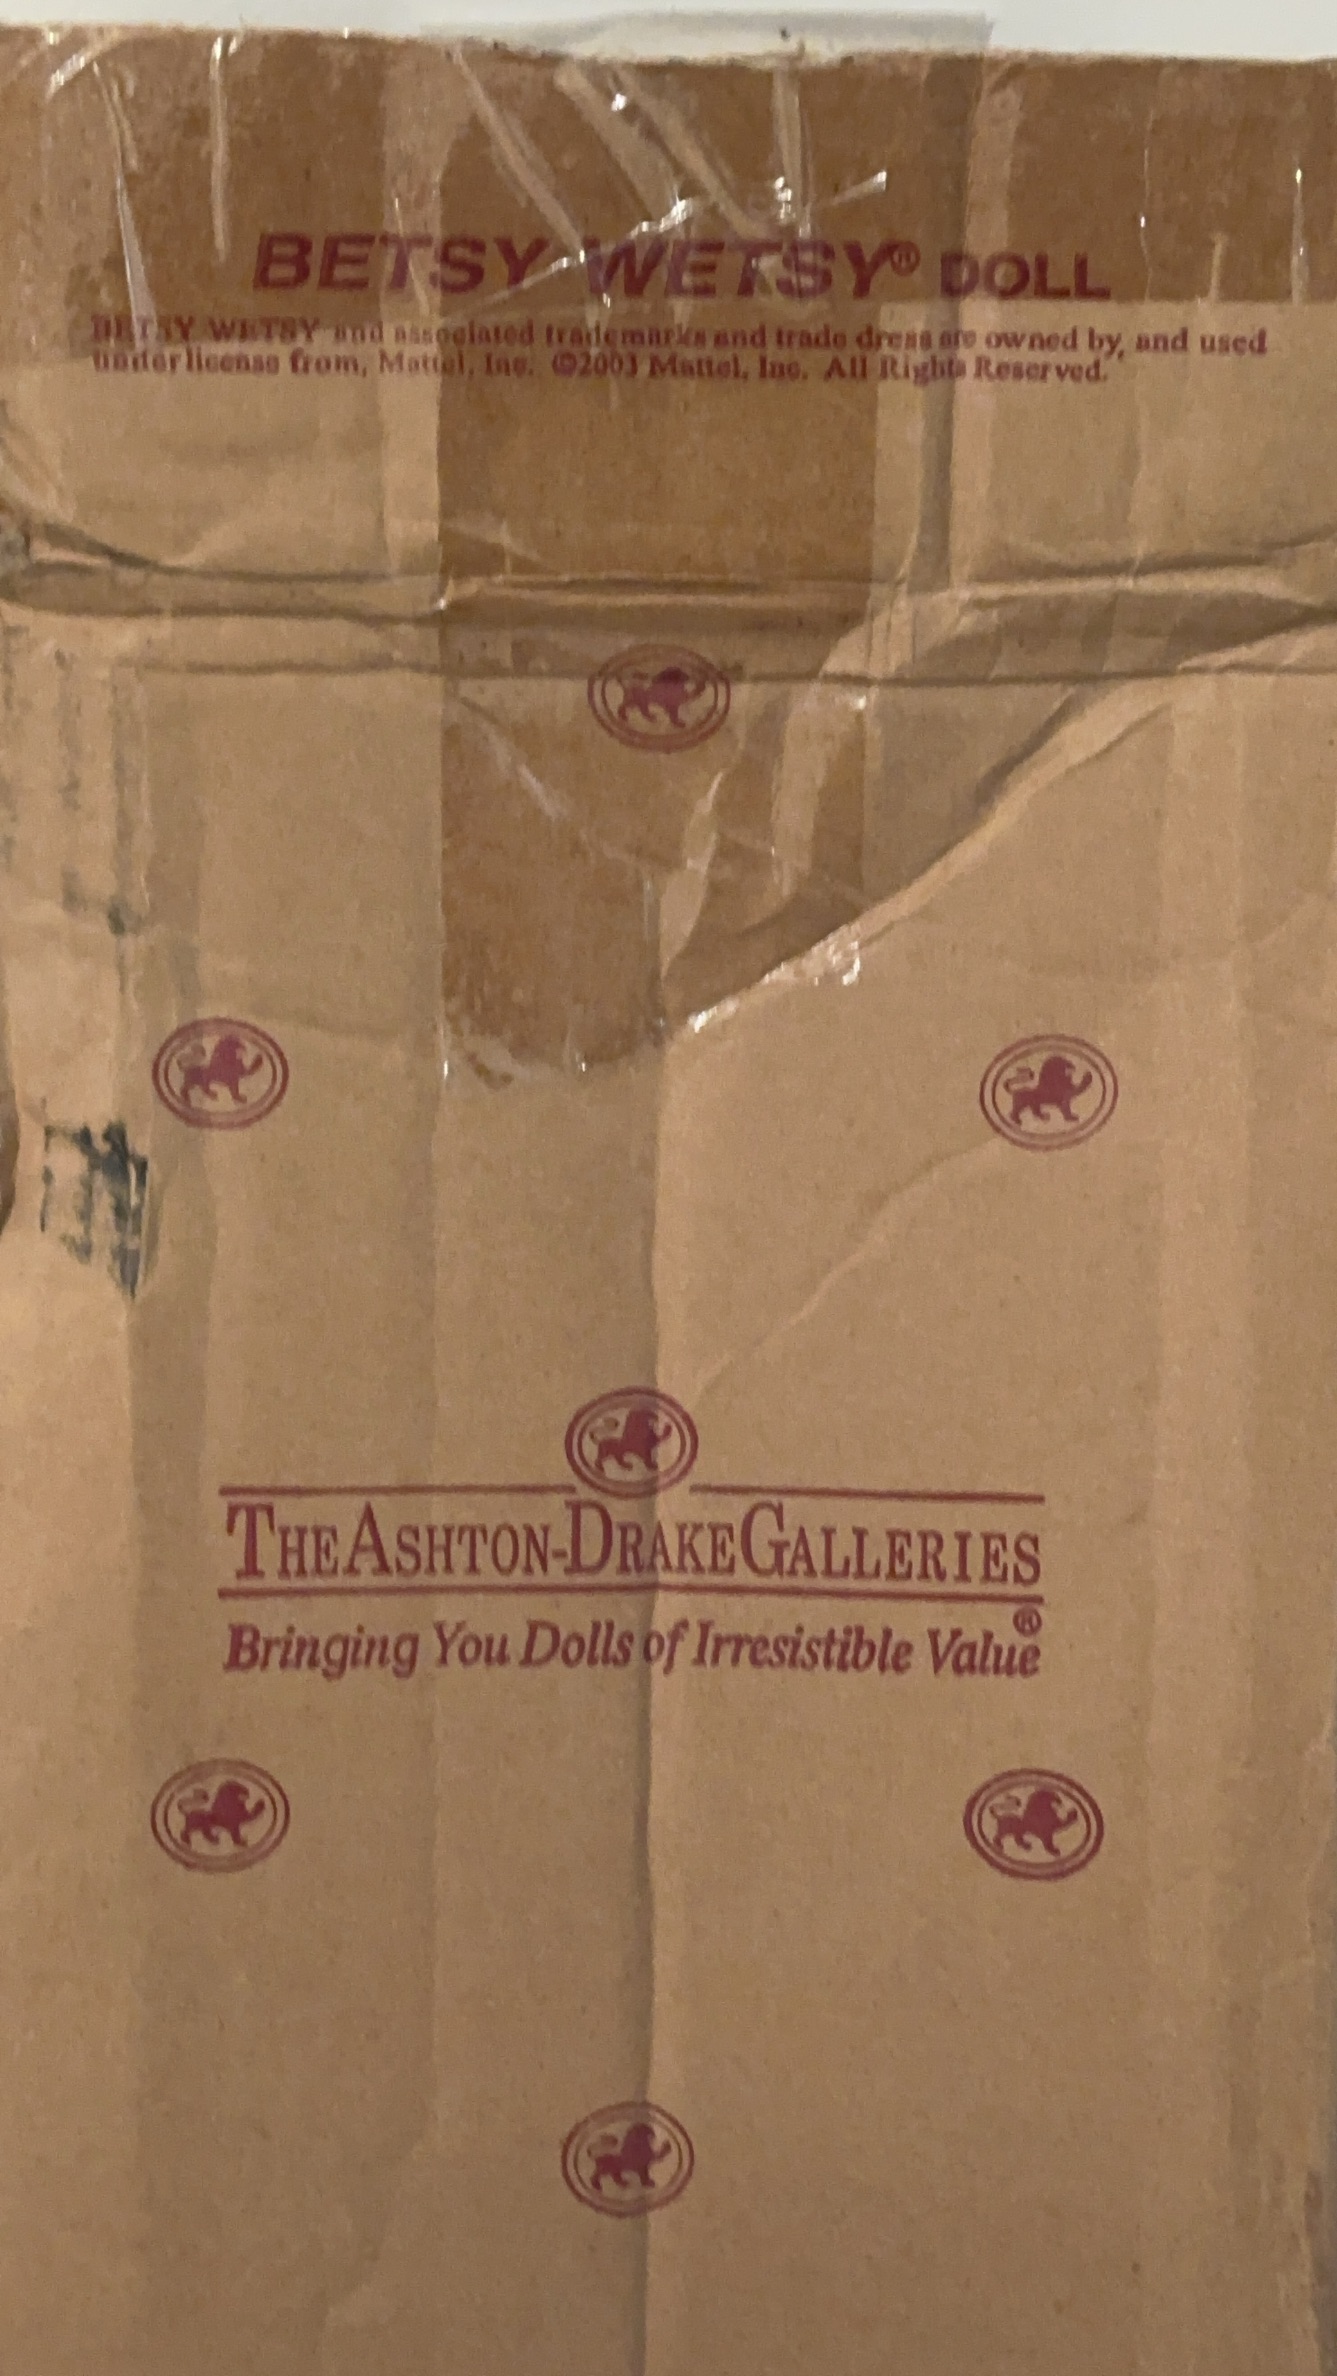 BETSY WETSY® DOLL
BETSY WETSY and associated trademarks and trade dress are owned by, and used
under license from, Mattel, Inc. ©2003 Mattel, Inc. All Rights Reserved.
THE ASHTON-DRAKE GALLERIES
Bringing You Dolls of Irresistible Value®